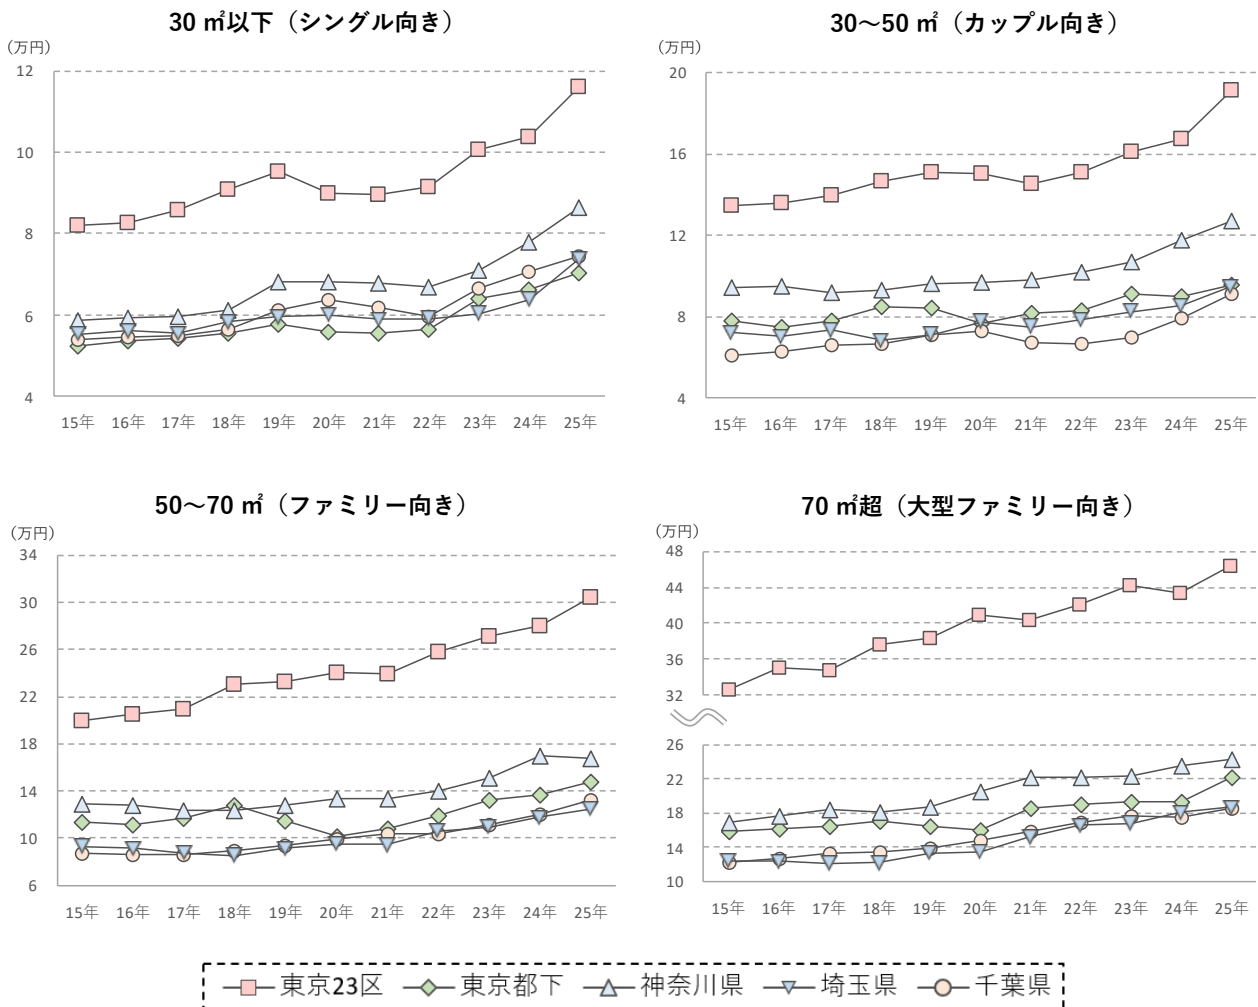 30 ㎡以下（シングル向き）
（万円）
12
10
8
6
4
15年 16年 17年 18年 19年 20年 21年 22年 23年 24年 25年
30～50 ㎡（カップル向き）
（万円）
20
16
12
8
4
15年 16年 17年 18年 19年 20年 21年 22年 23年 24年 25年
50～70 ㎡（ファミリー向き）
（万円）
34
30
26
22
18
14
10
6
15年 16年 17年 18年 19年 20年 21年 22年 23年 24年 25年
70 ㎡超（大型ファミリー向き）
（万円）
48
44
40
36
32
26
22
18
14
10
15年 16年 17年 18年 19年 20年 21年 22年 23年 24年 25年
東京23区 東京都下 神奈川県 埼玉県 千葉県